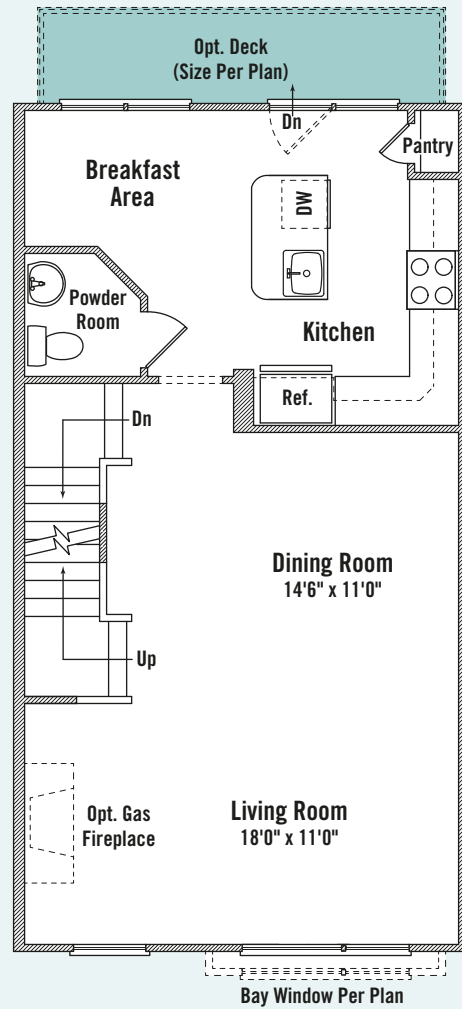 Opt. Deck
(Size Per Plan)
Dn
Pantry
Breakfast
Area
DW
Powder
Room
Kitchen
Ref.
Dn
Dining Room
14'6" x 11'0"
Up
Living Room
18'0" x 11'0"
Opt. Gas
Fireplace
Bay Window Per Plan